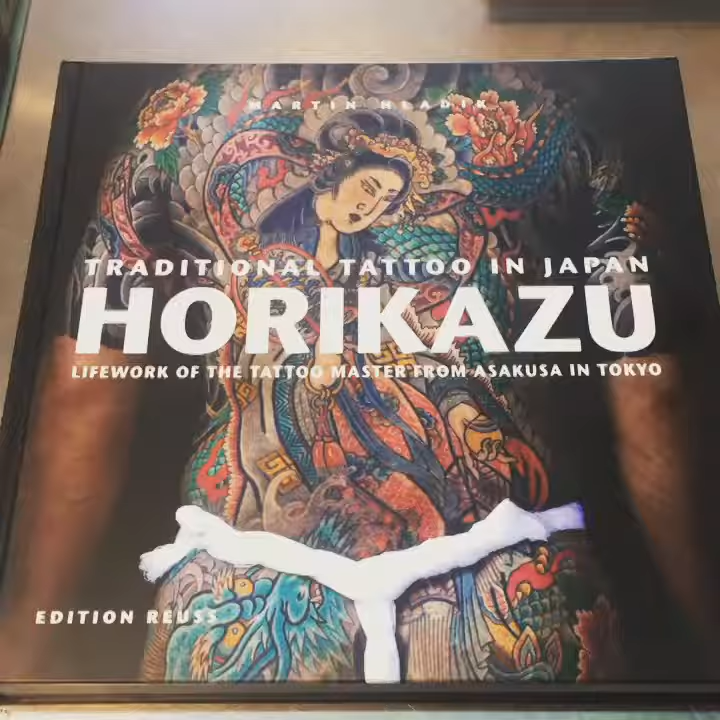 MARTIN HLADIK
TRADITIONAL TATTOO IN JAPAN
HORIKAZU
LIFEWORK OF THE TATTOO MASTER FROM ASAKUSA IN TOKYO
EDITION REUSS